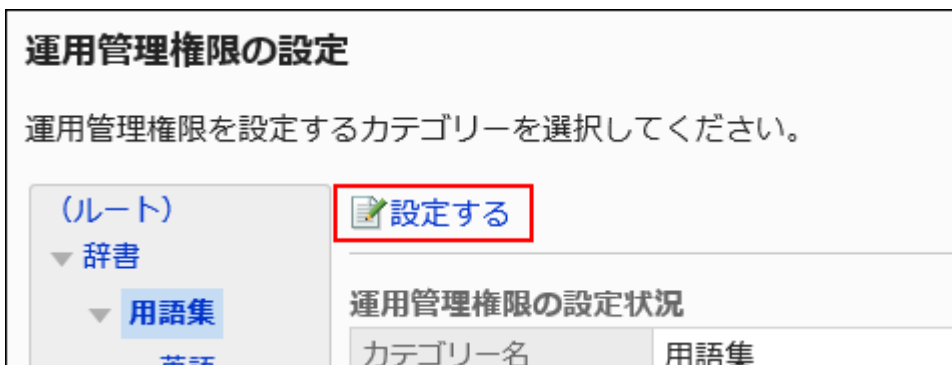 運用管理権限の設定
運用管理権限を設定するカテゴリーを選択してください。
(ルート)
設定する
辞書
用語集
運用管理権限の設定状況
カテゴリー名
用語集